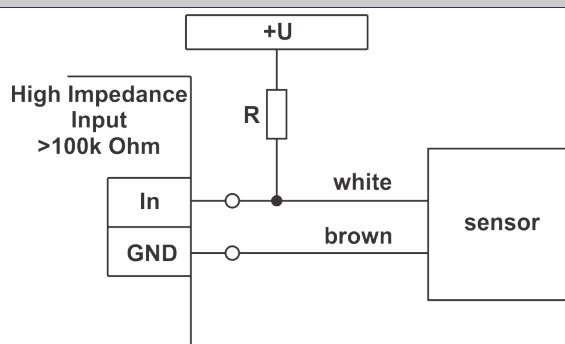 +U
High Impedance
Input
>100k Ohm
R
white
In
sensor
brown
GND